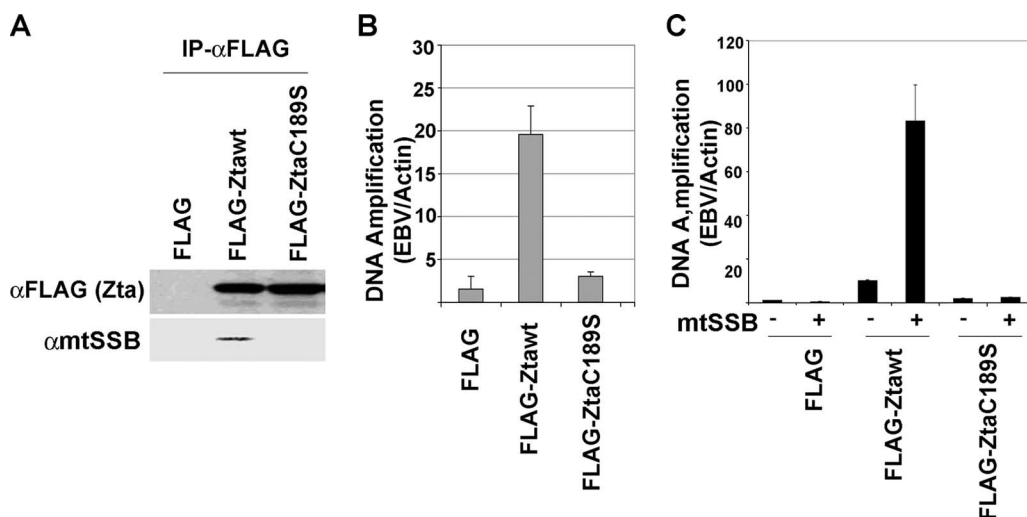 A
IP-αFLAG
FLAG
FLAG-Ztawt
FLAG-ZtaC189S
αFLAG (Zta)
αmtSSB
B
DNA Amplification
(EBV/Actin)
30
25
20
15
10
5
FLAG
FLAG-Ztawt
FLAG-ZtaC189S
C
DNA A,mplification
(EBV/Actin)
120
100
80
60
40
20
10
mtSSB - + - + - +
FLAG
FLAG-Ztawt
FLAG-ZtaC189S